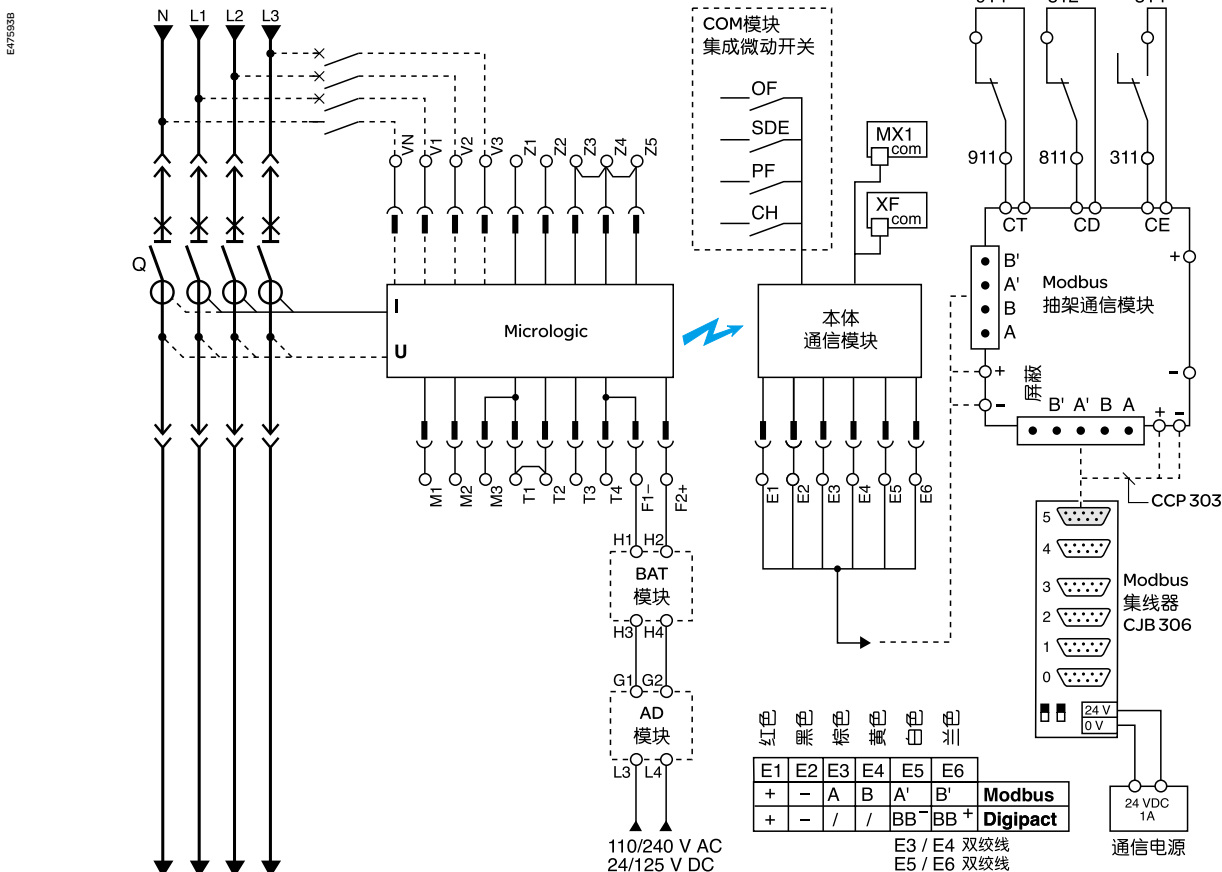 E47593B
N L1 L2 L3
COM模块
集成微动开关
OF
SDE
PF
CH
MX1
com
XF
com
911 811 311
CT CD CE
VN V1 V2 V3 Z1 Z2 Z3 Z4 Z5
Q
I
U
Micrologic
本体
通信模块
B'
A'
B
A
Modbus
抽架通信模块
+
−
+
−
屏蔽
B' A' B A + −
M1 M2 M3 T1 T2 T3 T4 F1− F2+
E1 E2 E3 E4 E5 E6
CCP 303
H1 H2
BAT
模块
H3 H4
G1 G2
AD
模块
L3 L4
110/240 V AC
24/125 V DC
5
4
3
2
1
0
Modbus
集线器
CJB 306
24 V
0 V
24 VDC
1A
通信电源
红色 黑色 棕色 黄色 白色 兰色
E1 E2 E3 E4 E5 E6
+ − A B A' B' Modbus
+ − / / BB− BB+ Digipact
E3 / E4 双绞线
E5 / E6 双绞线